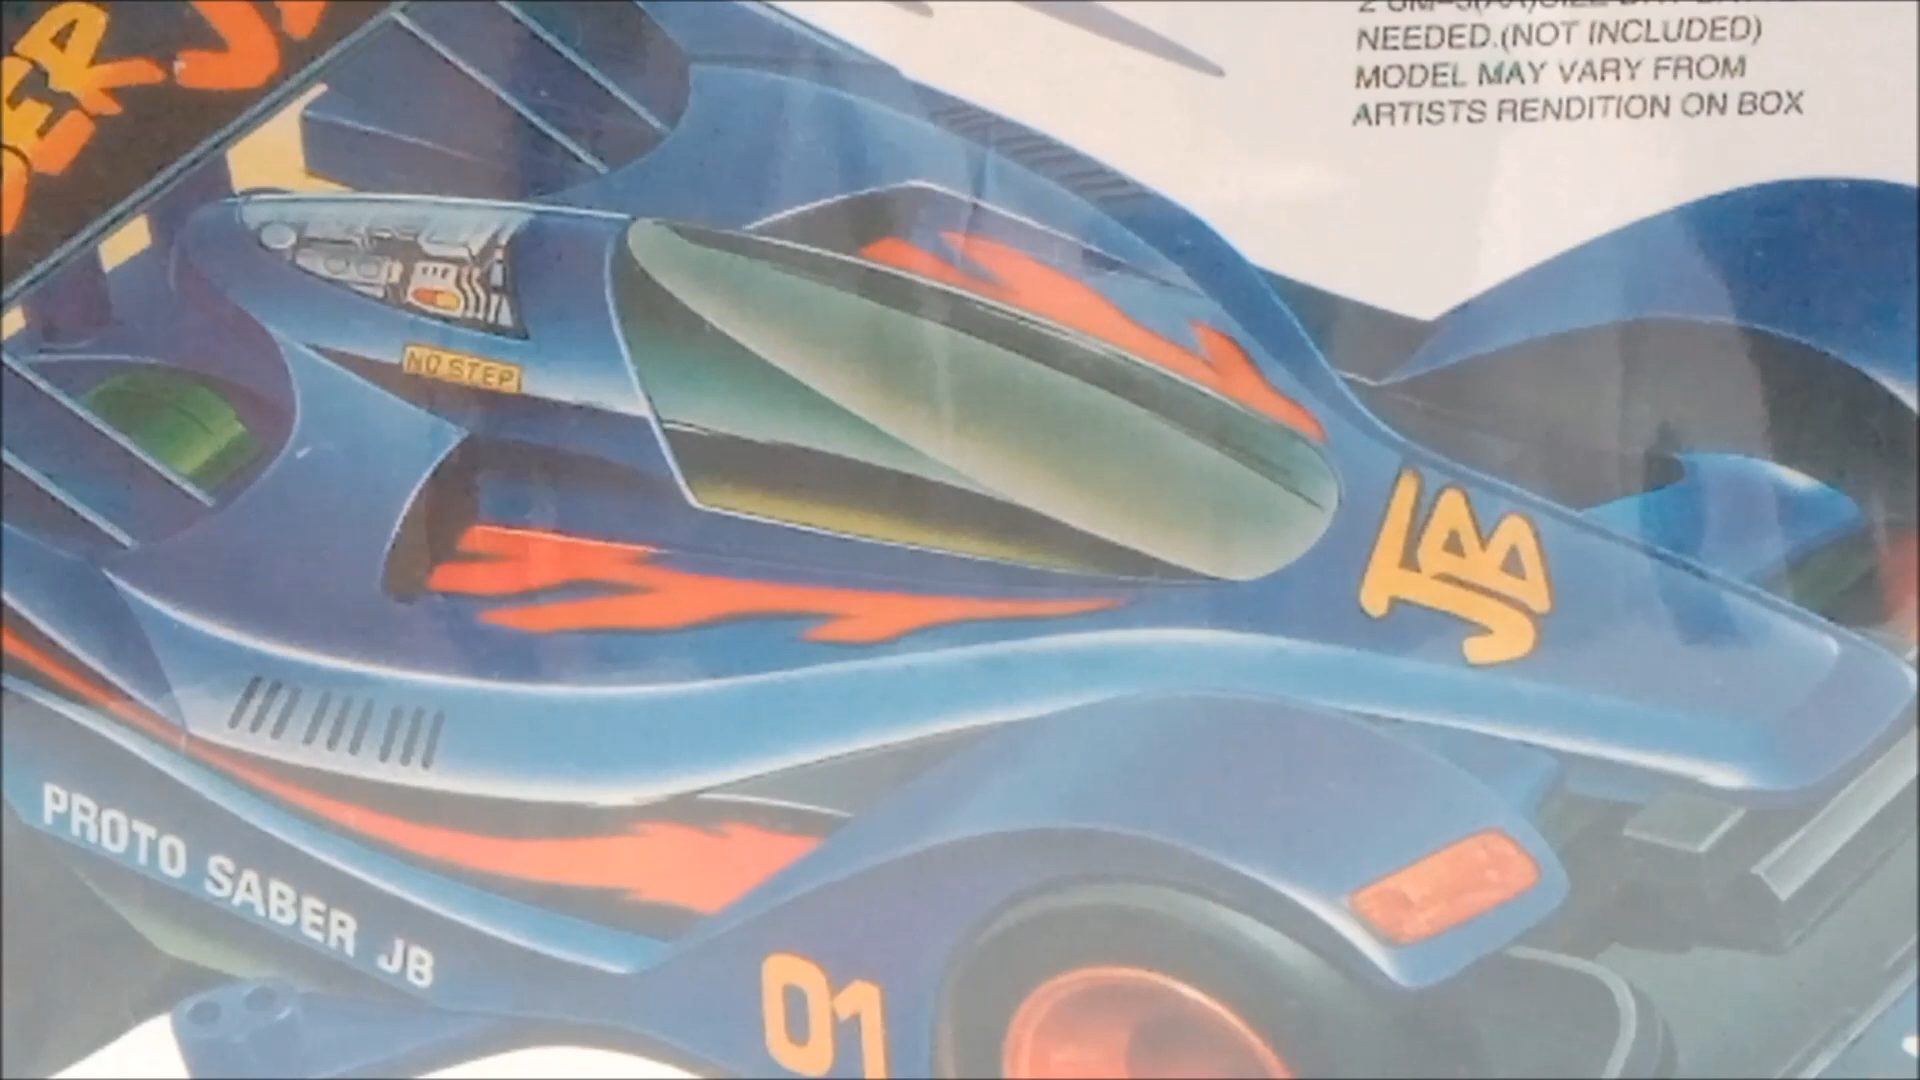 NEEDED.(NOT INCLUDED)
MODEL MAY VARY FROM
ARTISTS RENDITION ON BOX
NO STEP
JB
PROTO SABER JB
01